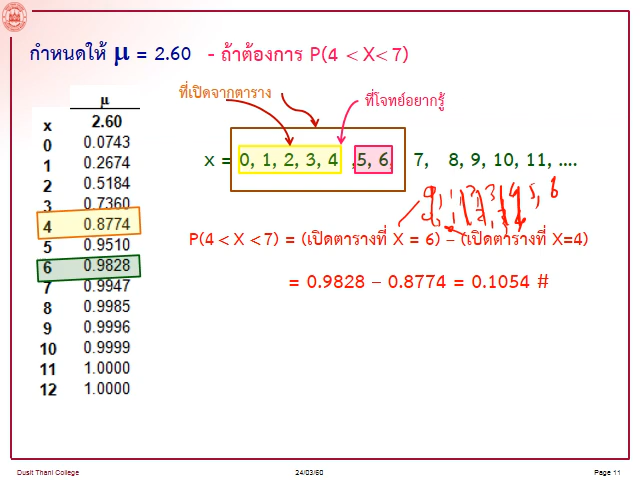 กำหนดให้ μ = 2.60 - ถ้าต้องการ P(4 < X < 7)
ที่เปิดจากตาราง
ที่โจทย์อยากรู้
μ
x 2.60
0 0.0743
1 0.2674
2 0.5184
3 0.7360
4 0.8774
5 0.9510
6 0.9828
7 0.9947
8 0.9985
9 0.9996
10 0.9999
11 1.0000
12 1.0000
x = 0, 1, 2, 3, 4 ,5, 6, 7, 8, 9, 10, 11, ....
P(4 < X < 7) = (เปิดตารางที่ X = 6) – (เปิดตารางที่ X=4)
= 0.9828 – 0.8774 = 0.1054 #
Dusit Thani College 24/03/60 Page 11